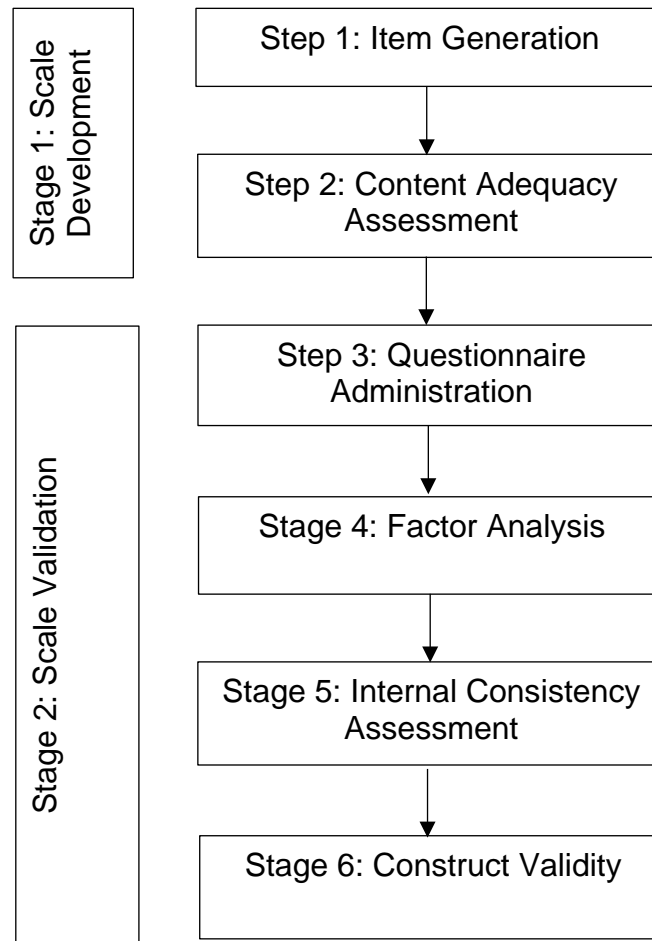 Stage 1: Scale
Development
Step 1: Item Generation
Step 2: Content Adequacy
Assessment
Stage 2: Scale Validation
Step 3: Questionnaire
Administration
Stage 4: Factor Analysis
Stage 5: Internal Consistency
Assessment
Stage 6: Construct Validity